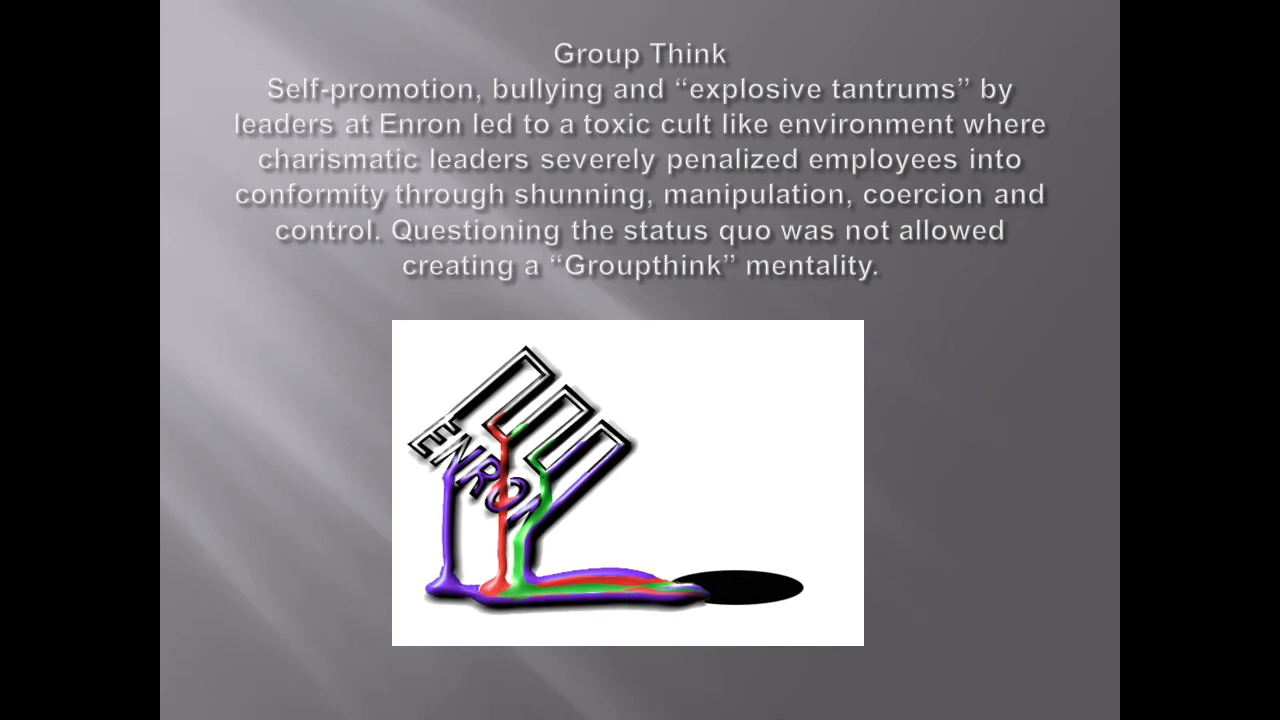 Group Think
Self-promotion, bullying and “explosive tantrums” by
leaders at Enron led to a toxic cult like environment where
charismatic leaders severely penalized employees into
conformity through shunning, manipulation, coercion and
control. Questioning the status quo was not allowed
creating a “Groupthink” mentality.
ENRON